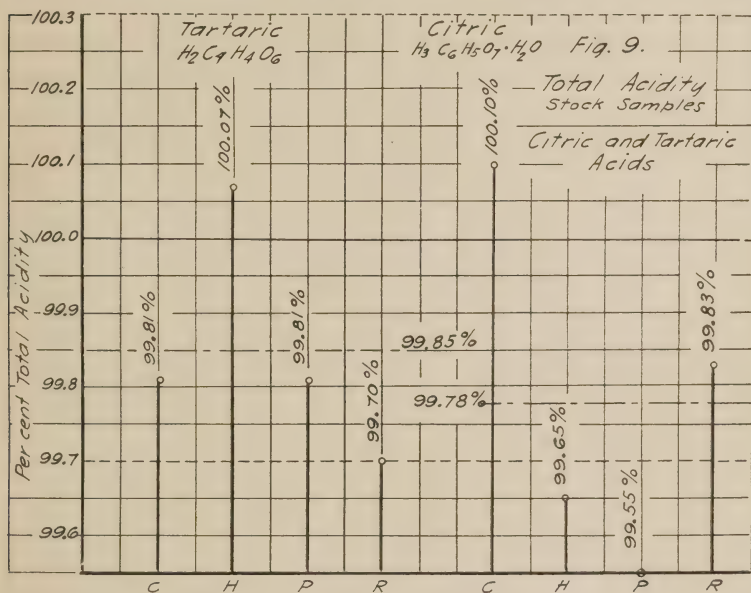 Fig. 9.
Total Acidity
Stock Samples
Citric and Tartaric
Acids
Tartaric
H2C4H4O6
Citric
H3C6H5O7·H2O
Per cent Total Acidity
100.3
100.2
100.1
100.0
99.9
99.8
99.7
99.6
99.81%
100.07%
99.81%
99.70%
99.85%
99.78%
100.10%
99.65%
99.55%
99.83%
C H P R C H P R